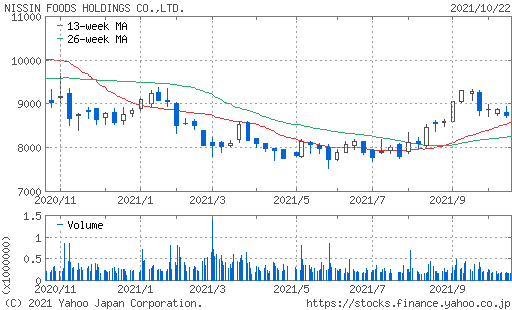 NISSIN FOODS HOLDINGS CO.,LTD. 2021/10/22
11000
13-week MA
26-week MA
10000
9000
8000
7000
2020/11 2021/1 2021/3 2021/5 2021/7 2021/9
1.5
Volume
1
0.5
0
(x1000000)
2020/11 2021/1 2021/3 2021/5 2021/7 2021/9
(C) 2021 Yahoo Japan Corporation. https://stocks.finance.yahoo.co.jp